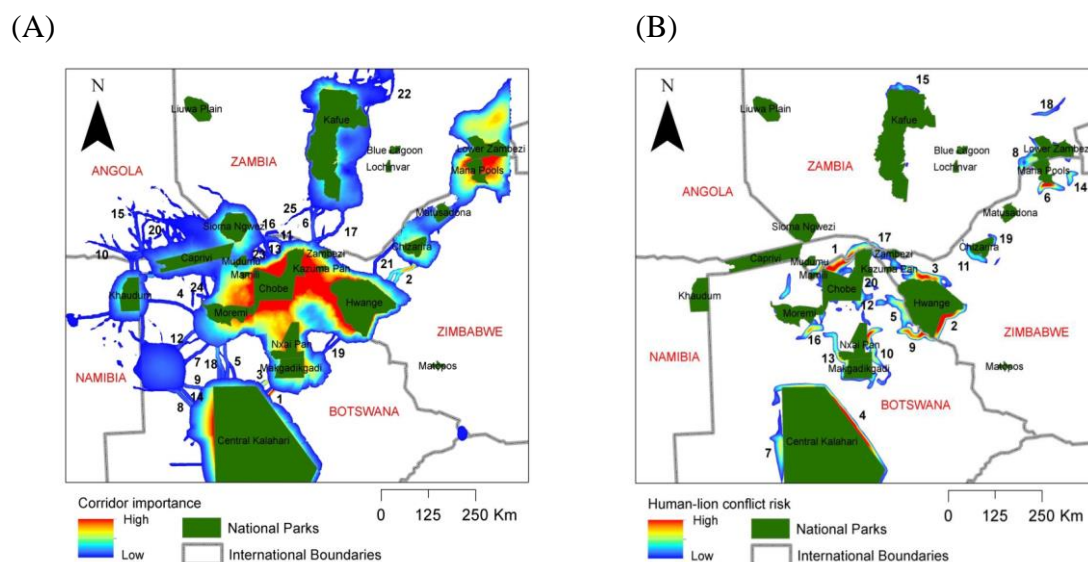 (A)
N
22
Liuwa Plain
Kafue
ZAMBIA
Blue Lagoon
Lochinvar
Lower Zambezi
Mana Pools
ANGOLA
15
20
25
16
6
11
13
17
Sioma Ngwezi
Matusadona
Chizarira
10
Caprivi
Mudumu
Zambezi
21
2
Mamili
Kazuma Pan
Khaudum
4
24
Chobe
Hwange
Moremi
ZIMBABWE
12
Nxai Pan
19
7
18
5
Makgadikgadi
Matopos
NAMIBIA
9
3
14
8
1
BOTSWANA
Central Kalahari
Corridor importance
High
Low
National Parks
International Boundaries
0 125 250 Km
(B)
N
15
Liuwa Plain
Kafue
18
ZAMBIA
Blue Lagoon
Lochinvar
8
Lower Zambezi
Mana Pools
14
6
ANGOLA
Sioma Ngwezi
Matusadona
17
19
Chizarira
11
Caprivi
Mudumu
1
Zambezi
Mamili
Kazuma Pan
3
Khaudum
Chobe
20
Hwange
Moremi
12
5
2
ZIMBABWE
16
Nxai Pan
9
13
10
Makgadikgadi
Matopos
NAMIBIA
BOTSWANA
4
Central Kalahari
7
Human-lion conflict risk
High
Low
National Parks
International Boundaries
0 125 250 Km